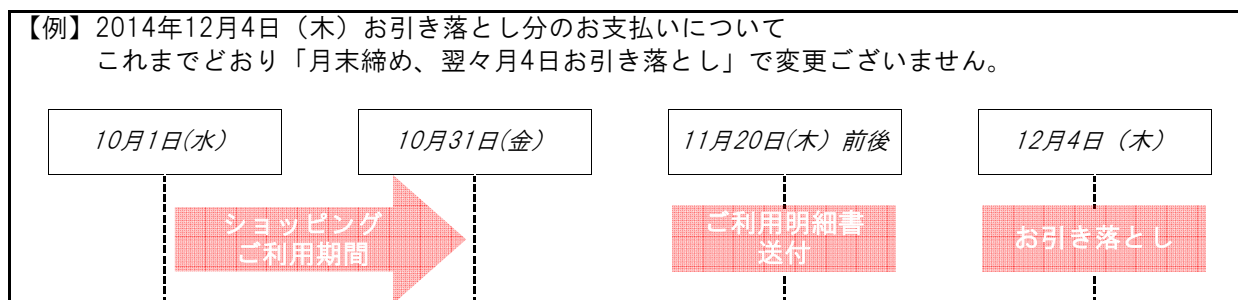 【例】2014年12月4日（木）お引き落とし分のお支払いについて
これまでどおり「月末締め、翌々月4日お引き落とし」で変更ございません。
10月1日(水）
10月31日(金）
11月20日(木）前後
12月4日（木）
ショッピング
ご利用期間
ご利用明細書
送付
お引き落とし